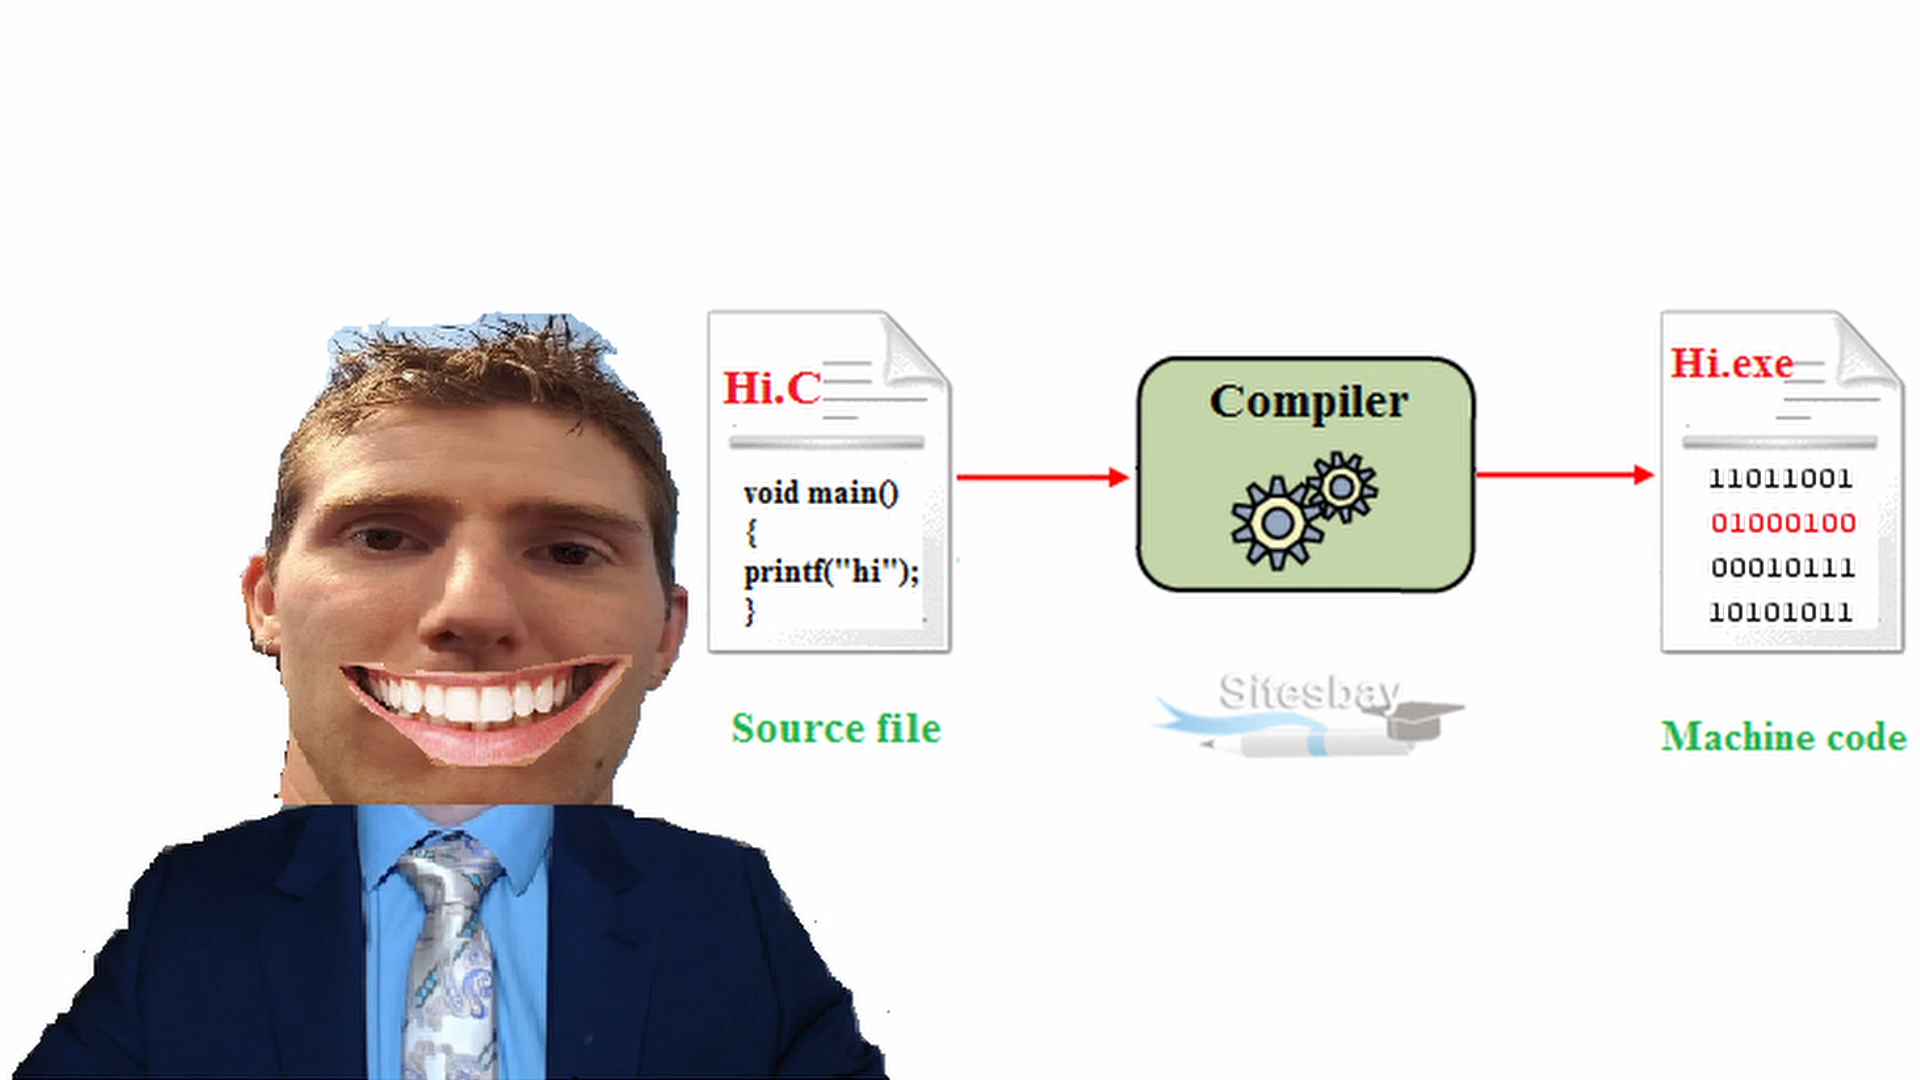 Hi.C
void main()
{
printf("hi");
}
Source file
Compiler
Sitesbay
Hi.exe
11011001
01000100
00010111
10101011
Machine code